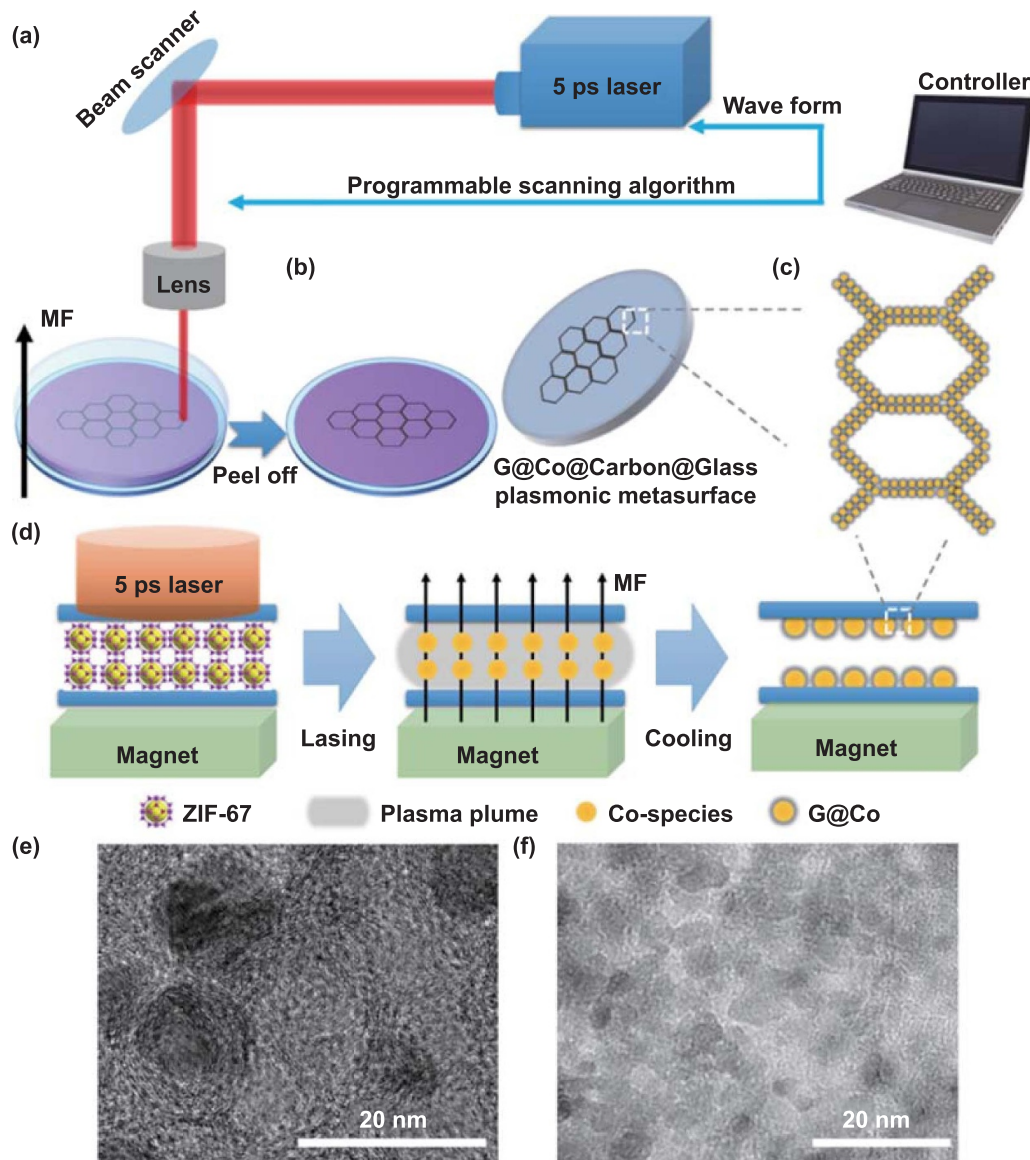 (a)
Beam scanner
5 ps laser
Wave form
Controller
Programmable scanning algorithm
Lens
(b)
(c)
MF
Peel off
G@Co@Carbon@Glass
plasmonic metasurface
(d)
5 ps laser
MF
Magnet
Lasing
Magnet
Cooling
Magnet
ZIF-67
Plasma plume
Co-species
G@Co
(e)
(f)
20 nm
20 nm